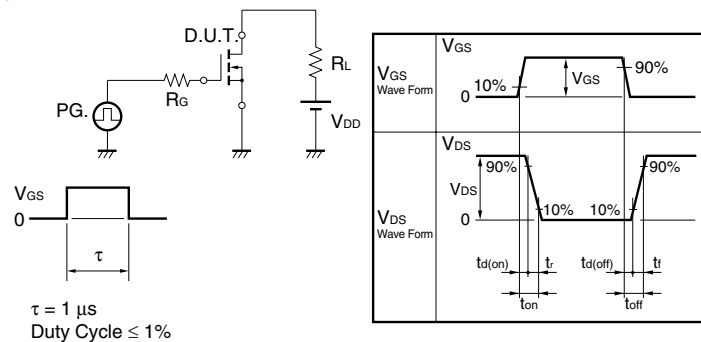 D.U.T.
RL
RG
PG.
VDD
VGS
0
τ
τ = 1 μs
Duty Cycle ≤ 1%
VGS
Wave Form
VGS
90%
VGS
10%
0
VDS
Wave Form
VDS
90%
90%
VDS
10%
10%
0
td(on)
tr
td(off)
tf
ton
toff